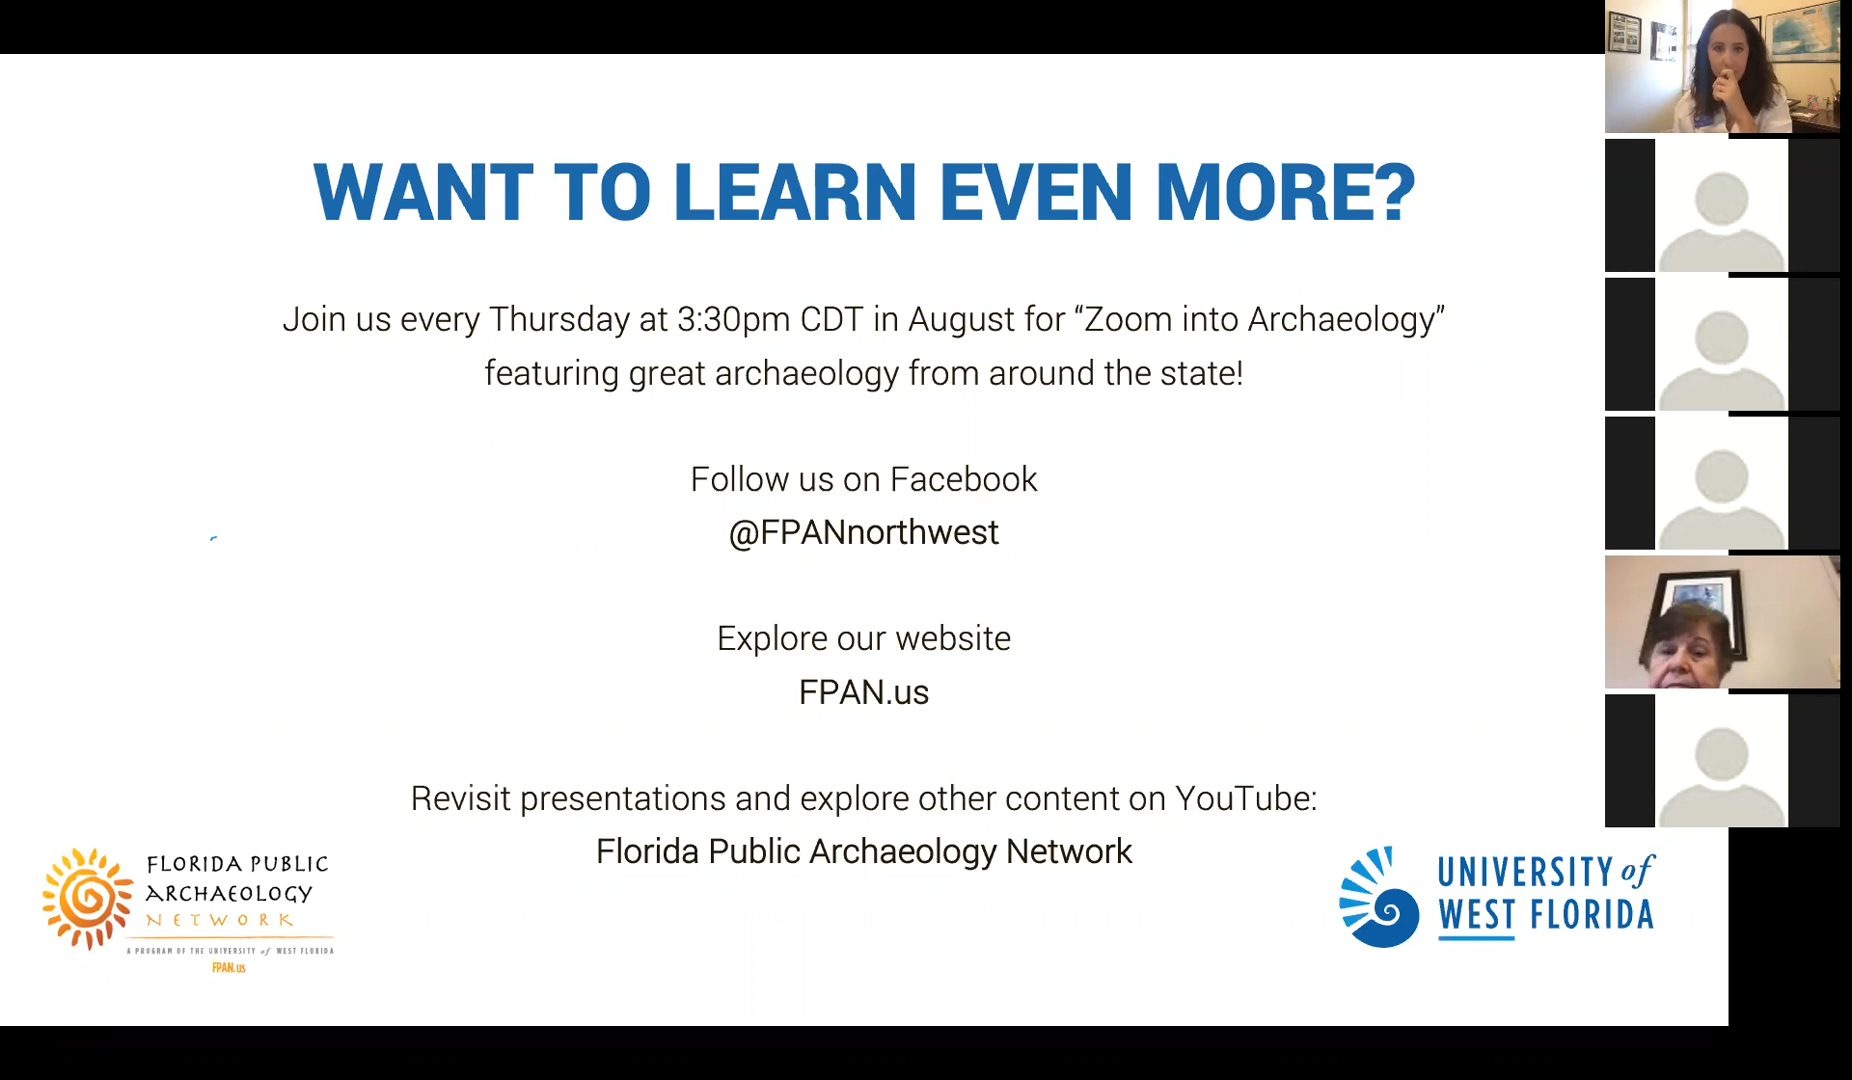 WANT TO LEARN EVEN MORE?
Join us every Thursday at 3:30pm CDT in August for “Zoom into Archaeology”
featuring great archaeology from around the state!
Follow us on Facebook
@FPANnorthwest
Explore our website
FPAN.us
Revisit presentations and explore other content on YouTube:
Florida Public Archaeology Network
FLORIDA PUBLIC
ARCHAEOLOGY
NETWORK
A PROGRAM OF THE UNIVERSITY of WEST FLORIDA
FPAN.us
UNIVERSITY of
WEST FLORIDA